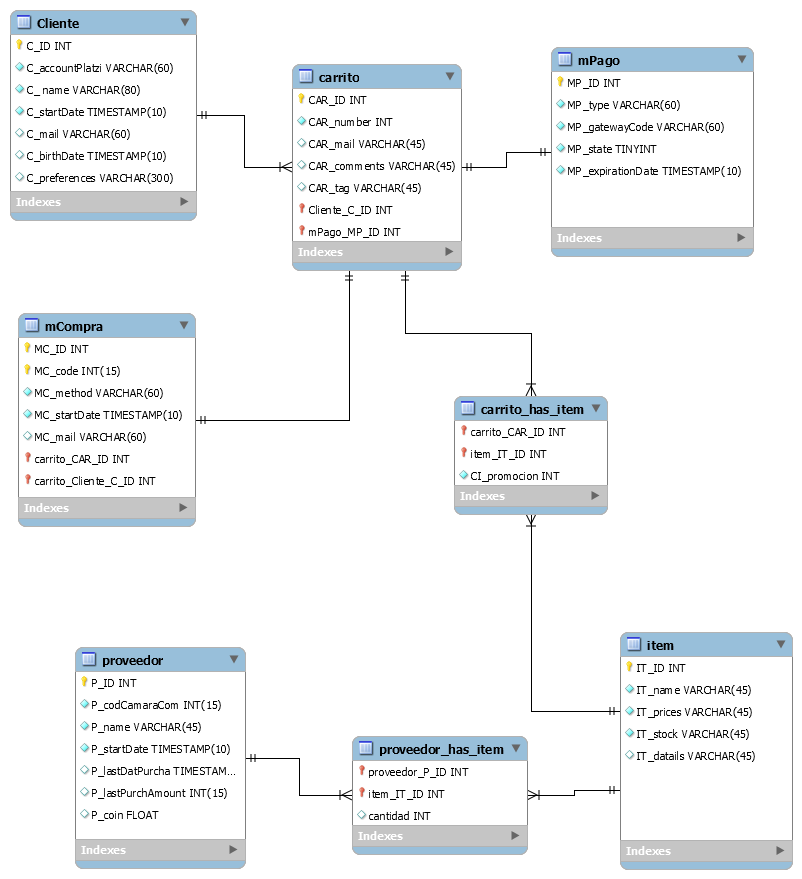 Cliente
C_ID INT
C_accountPlatzi VARCHAR(60)
C_ name VARCHAR(80)
C_startDate TIMESTAMP(10)
C_mail VARCHAR(60)
C_birthDate TIMESTAMP(10)
C_preferences VARCHAR(300)
Indexes
carrito
CAR_ID INT
CAR_number INT
CAR_mail VARCHAR(45)
CAR_comments VARCHAR(45)
CAR_tag VARCHAR(45)
Cliente_C_ID INT
mPago_MP_ID INT
Indexes
mPago
MP_ID INT
MP_type VARCHAR(60)
MP_gatewayCode VARCHAR(60)
MP_state TINYINT
MP_expirationDate TIMESTAMP(10)
Indexes
mCompra
MC_ID INT
MC_code INT(15)
MC_method VARCHAR(60)
MC_startDate TIMESTAMP(10)
MC_mail VARCHAR(60)
carrito_CAR_ID INT
carrito_Cliente_C_ID INT
Indexes
carrito_has_item
carrito_CAR_ID INT
item_IT_ID INT
CI_promocion INT
Indexes
proveedor
P_ID INT
P_codCamaraCom INT(15)
P_name VARCHAR(45)
P_startDate TIMESTAMP(10)
P_lastDatPurcha TIMESTAM...
P_lastPurchAmount INT(15)
P_coin FLOAT
Indexes
proveedor_has_item
proveedor_P_ID INT
item_IT_ID INT
cantidad INT
Indexes
item
IT_ID INT
IT_name VARCHAR(45)
IT_prices VARCHAR(45)
IT_stock VARCHAR(45)
IT_datails VARCHAR(45)
Indexes